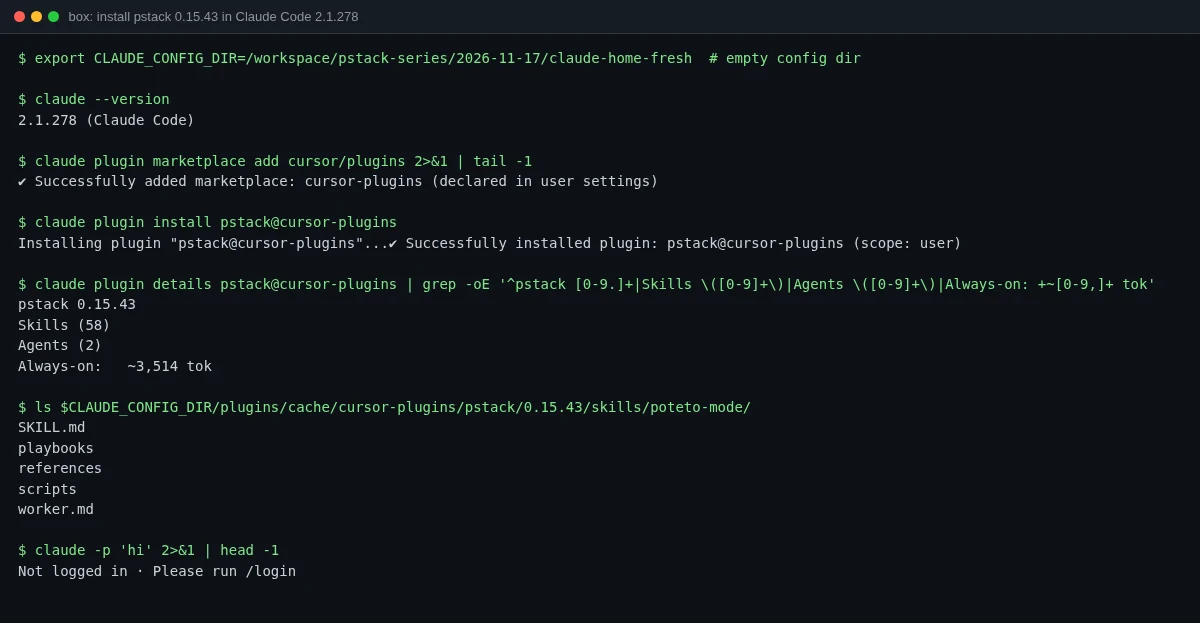 box: install pstack 0.15.43 in Claude Code 2.1.278
$ export CLAUDE_CONFIG_DIR=/workspace/pstack-series/2026-11-17/claude-home-fresh  # empty config dir
$ claude --version
2.1.278 (Claude Code)
$ claude plugin marketplace add cursor/plugins 2>&1 | tail -1
✔ Successfully added marketplace: cursor-plugins (declared in user settings)
$ claude plugin install pstack@cursor-plugins
Installing plugin "pstack@cursor-plugins"...✔ Successfully installed plugin: pstack@cursor-plugins (scope: user)
$ claude plugin details pstack@cursor-plugins | grep -oE '^pstack [0-9.]+|Skills \([0-9]+\)|Agents \([0-9]+\)|Always-on: +~[0-9,]+ tok'
pstack 0.15.43
Skills (58)
Agents (2)
Always-on:   ~3,514 tok
$ ls $CLAUDE_CONFIG_DIR/plugins/cache/cursor-plugins/pstack/0.15.43/skills/poteto-mode/
SKILL.md
playbooks
references
scripts
worker.md
$ claude -p 'hi' 2>&1 | head -1
Not logged in · Please run /login